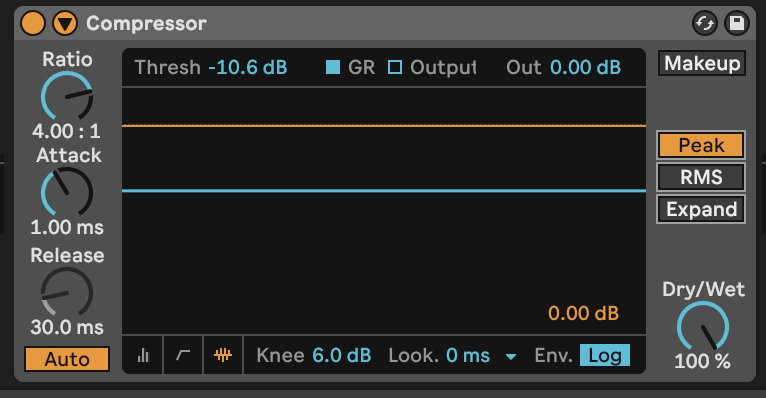 Compressor
Ratio
4.00 : 1
Attack
1.00 ms
Release
30.0 ms
Auto
Thresh -10.6 dB GR Output Out 0.00 dB
0.00 dB
Knee 6.0 dB Look. 0 ms Env. Log
Makeup
Peak
RMS
Expand
Dry/Wet
100 %